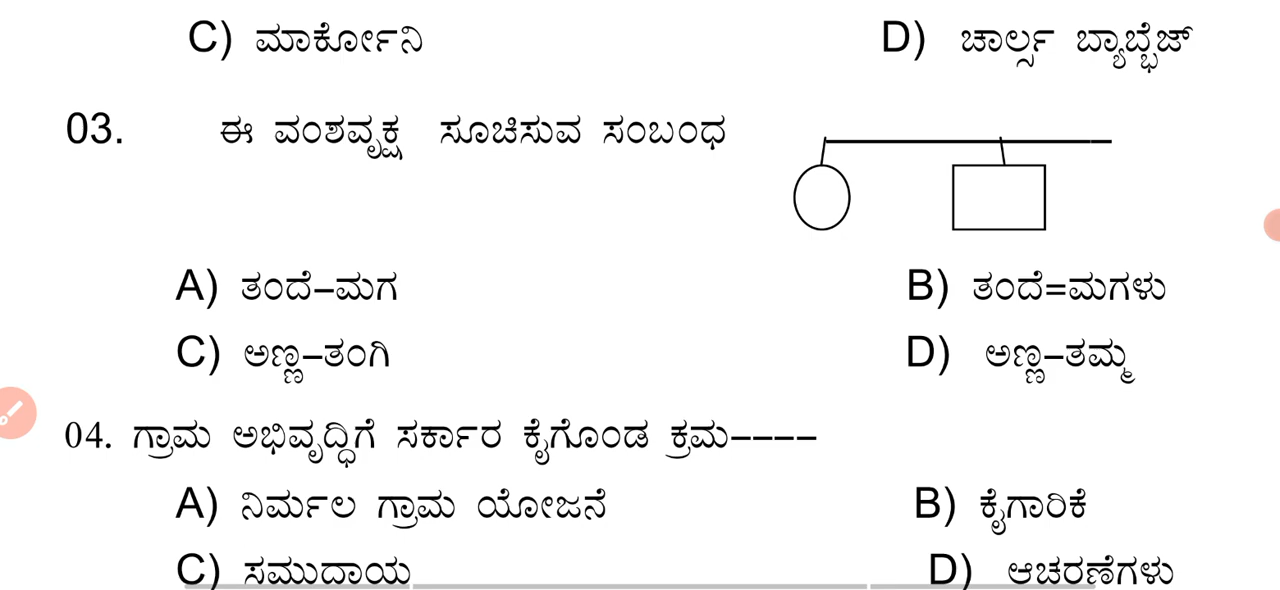 C) ಮಾರ್ಕೋನಿ D) ಚಾರ್ಲ್ಸ ಬ್ಯಾಬ್ಭೆಜ್
03. ಈ ವಂಶವೃಕ್ಷ ಸೂಚಿಸುವ ಸಂಬಂಧ
A) ತಂದೆ–ಮಗ B) ತಂದೆ=ಮಗಳು
C) ಅಣ್ಣ–ತಂಗಿ D) ಅಣ್ಣ–ತಮ್ಮ
04. ಗ್ರಾಮ ಅಭಿವೃದ್ಧಿಗೆ ಸರ್ಕಾರ ಕೈಗೊಂಡ ಕ್ರಮ––––
A) ನಿರ್ಮಲ ಗ್ರಾಮ ಯೋಜನೆ B) ಕೈಗಾರಿಕೆ
C) ಸಮುದಾಯ D) ಆಚರಣೆಗಳು